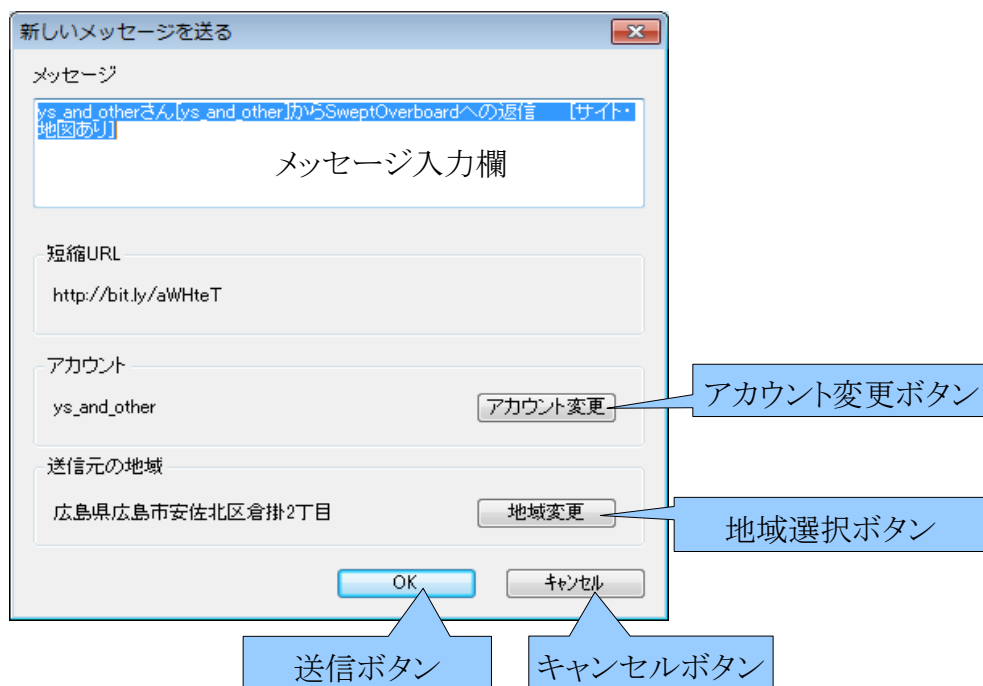 新しいメッセージを送る
メッセージ
ys_and_otherさん[ys_and_other]からSweptOverboardへの返信　[サイト・
地図あり]
メッセージ入力欄
短縮URL
http://bit.ly/aWHteT
アカウント
ys_and_other
アカウント変更
アカウント変更ボタン
送信元の地域
広島県広島市安佐北区倉掛2丁目
地域変更
地域選択ボタン
OK
キャンセル
送信ボタン
キャンセルボタン